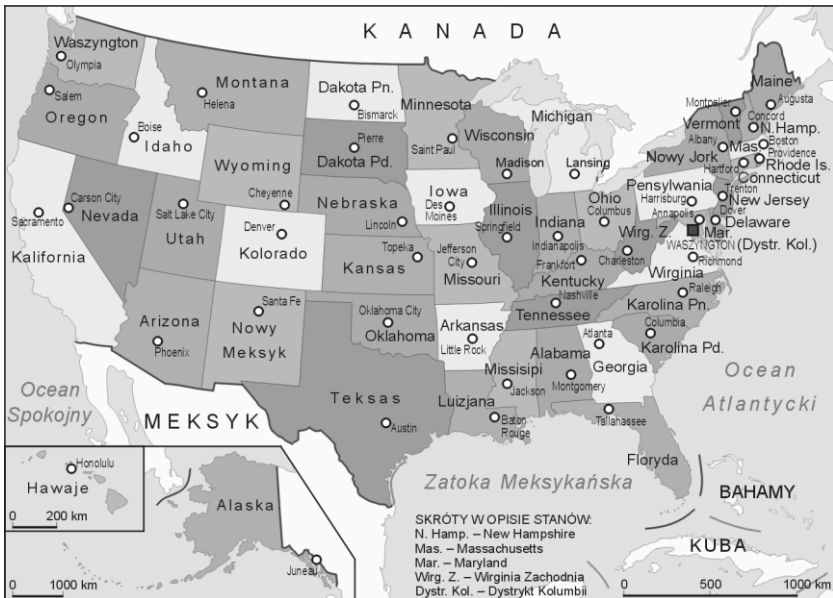 KANADA
Waszyngton
Olympia
Salem
Oregon
Boise
Idaho
Montana
Helena
Dakota Pn.
Bismarck
Minnesota
Saint Paul
Wisconsin
Madison
Michigan
Lansing
Maine
Augusta
Montpelier
Vermont
Concord
N.Hamp.
Albany
Nowy Jork
Mas.
Boston
Providence
Hartford
Rhode Is.
Connecticut
Pierre
Dakota Pd.
Wyoming
Cheyenne
Iowa
Des
Moines
Nebraska
Lincoln
Illinois
Springfield
Indiana
Indianapolis
Ohio
Columbus
Pensylwania
Harrisburg
Trenton
New Jersey
Annapolis
Dover
Delaware
Mar.
WASZYNGTON (Dystr. Kol.)
Wirg. Z.
Charleston
Richmond
Wirginia
Sacramento
Kalifornia
Carson City
Nevada
Salt Lake City
Utah
Denver
Kolorado
Topeka
Kansas
Jefferson
City
Missouri
Frankfort
Kentucky
Nashville
Tennessee
Raleigh
Karolina Pn.
Columbia
Karolina Pd.
Arizona
Phoenix
Santa Fe
Nowy
Meksyk
Oklahoma City
Oklahoma
Arkansas
Little Rock
Missisipi
Jackson
Alabama
Montgomery
Atlanta
Georgia
Teksas
Austin
Luizjana
Baton
Rouge
Tallahassee
Floryda
Ocean
Spokojny
MEKSYK
Ocean
Atlantycki
Zatoka Meksykańska
BAHAMY
KUBA
Honolulu
Hawaje
0 200 km
Alaska
Juneau
0 1000 km
SKRÓTY W OPISIE STANÓW:
N. Hamp. – New Hampshire
Mas. – Massachusetts
Mar. – Maryland
Wirg. Z. – Wirginia Zachodnia
Dystr. Kol. – Dystrykt Kolumbii
0 500 1000 km